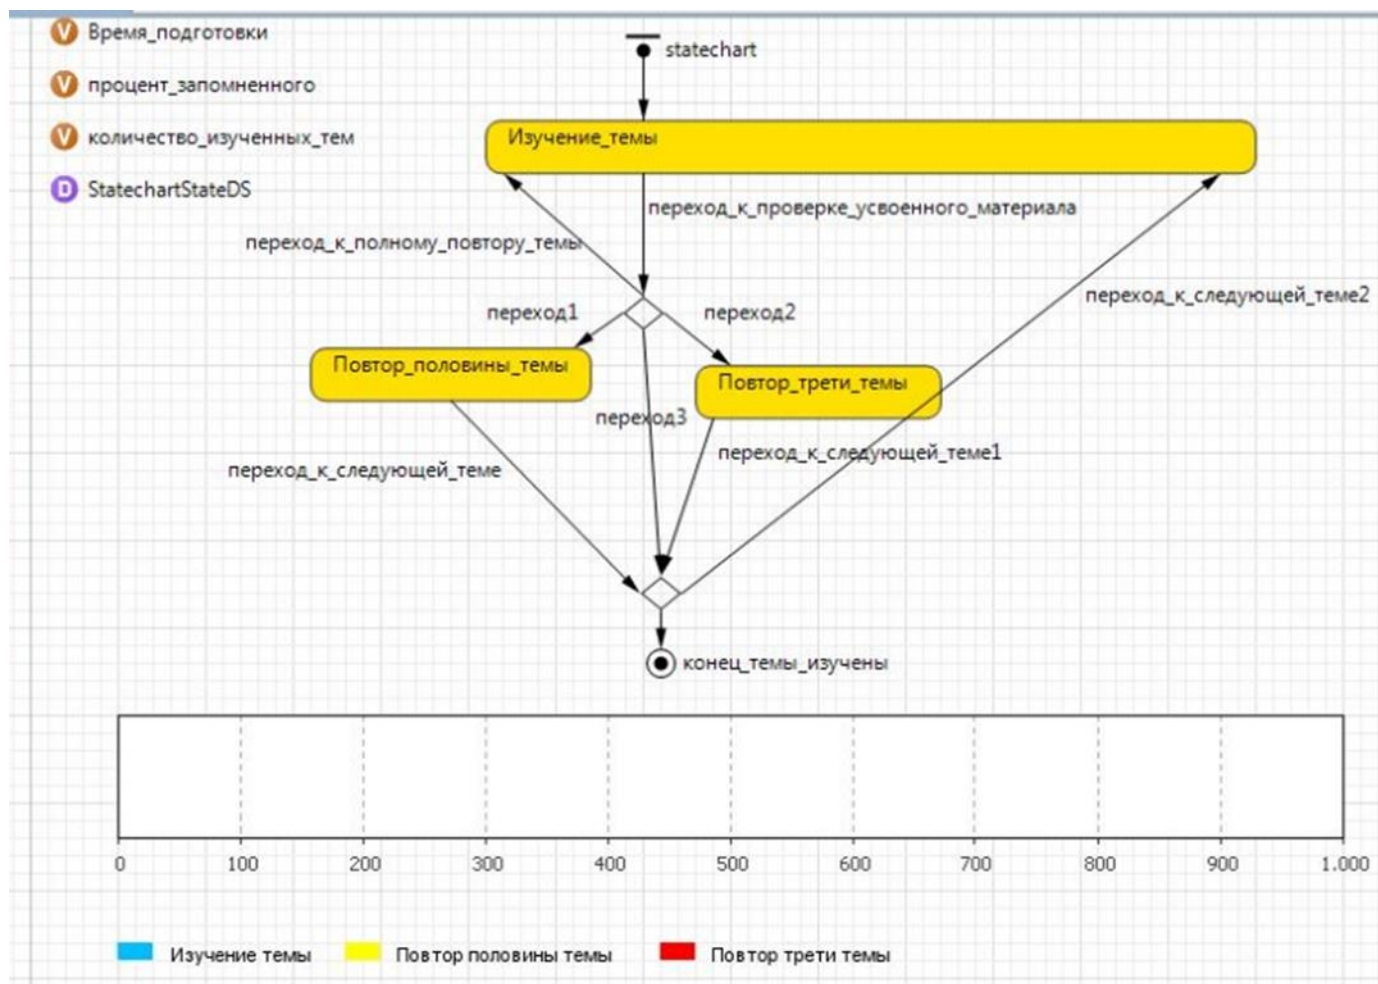 V Время_подготовки
statechart
V процент_запомненного
V количество_изученных_тем
Изучение_темы
D StatechartStateDS
переход_к_проверке_усвоенного_материала
переход_к_полному_повтору_темы
переход_к_следующей_теме2
переход1
переход2
Повтор_половины_темы
Повтор_трети_темы
переход3
переход_к_следующей_теме1
переход_к_следующей_теме
конец_темы_изучены
0 100 200 300 400 500 600 700 800 900 1.000
Изучение темы Повтор половины темы Повтор трети темы